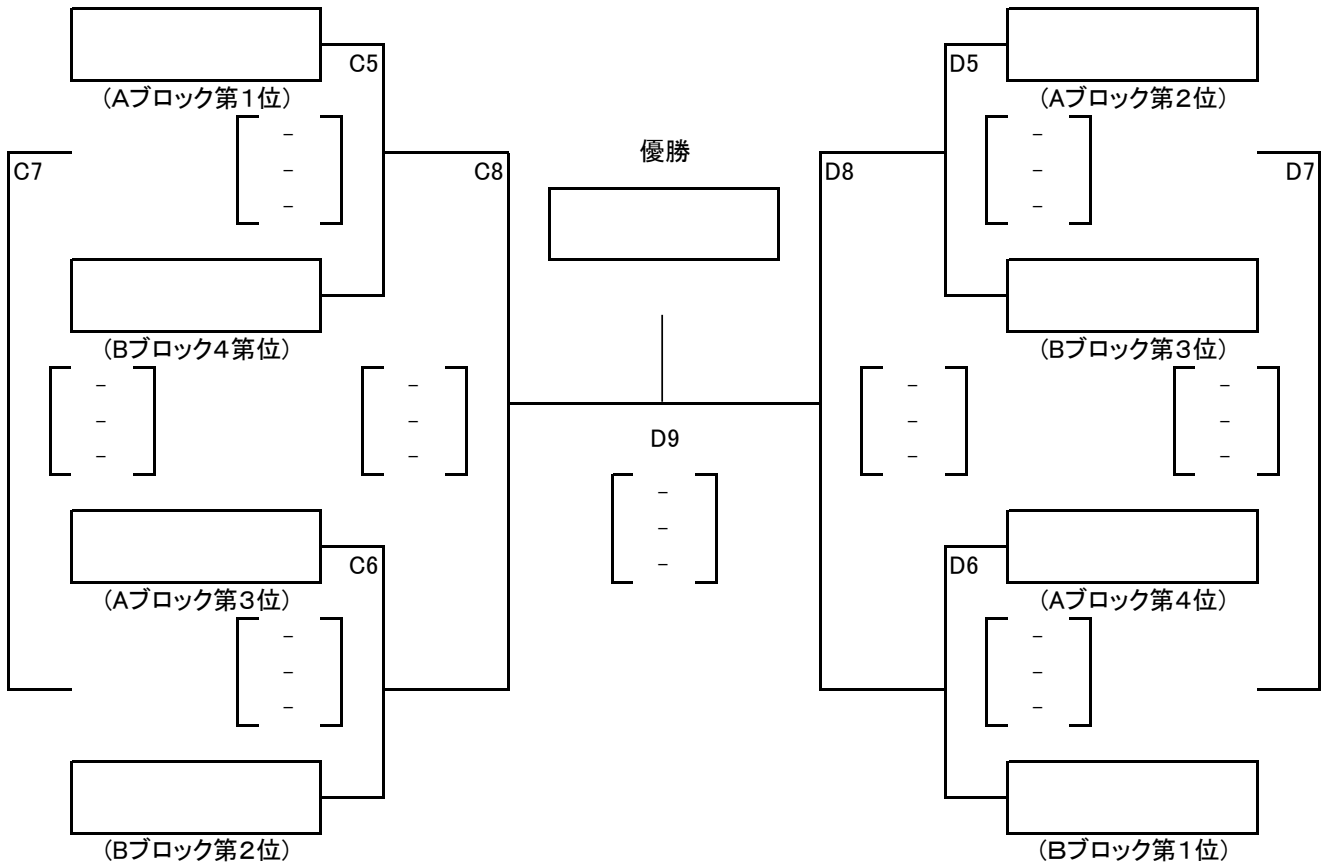 C5
D5
(Aブロック第1位)
(Aブロック第2位)
-
-
優勝
C7
-
C8
D8
-
D7
-
-
(Bブロック4第位)
(Bブロック第3位)
-
-
-
-
-
-
-
-
D9
-
-
-
-
-
-
-
C6
D6
(Aブロック第3位)
(Aブロック第4位)
-
-
-
-
-
-
(Bブロック第2位)
(Bブロック第1位)